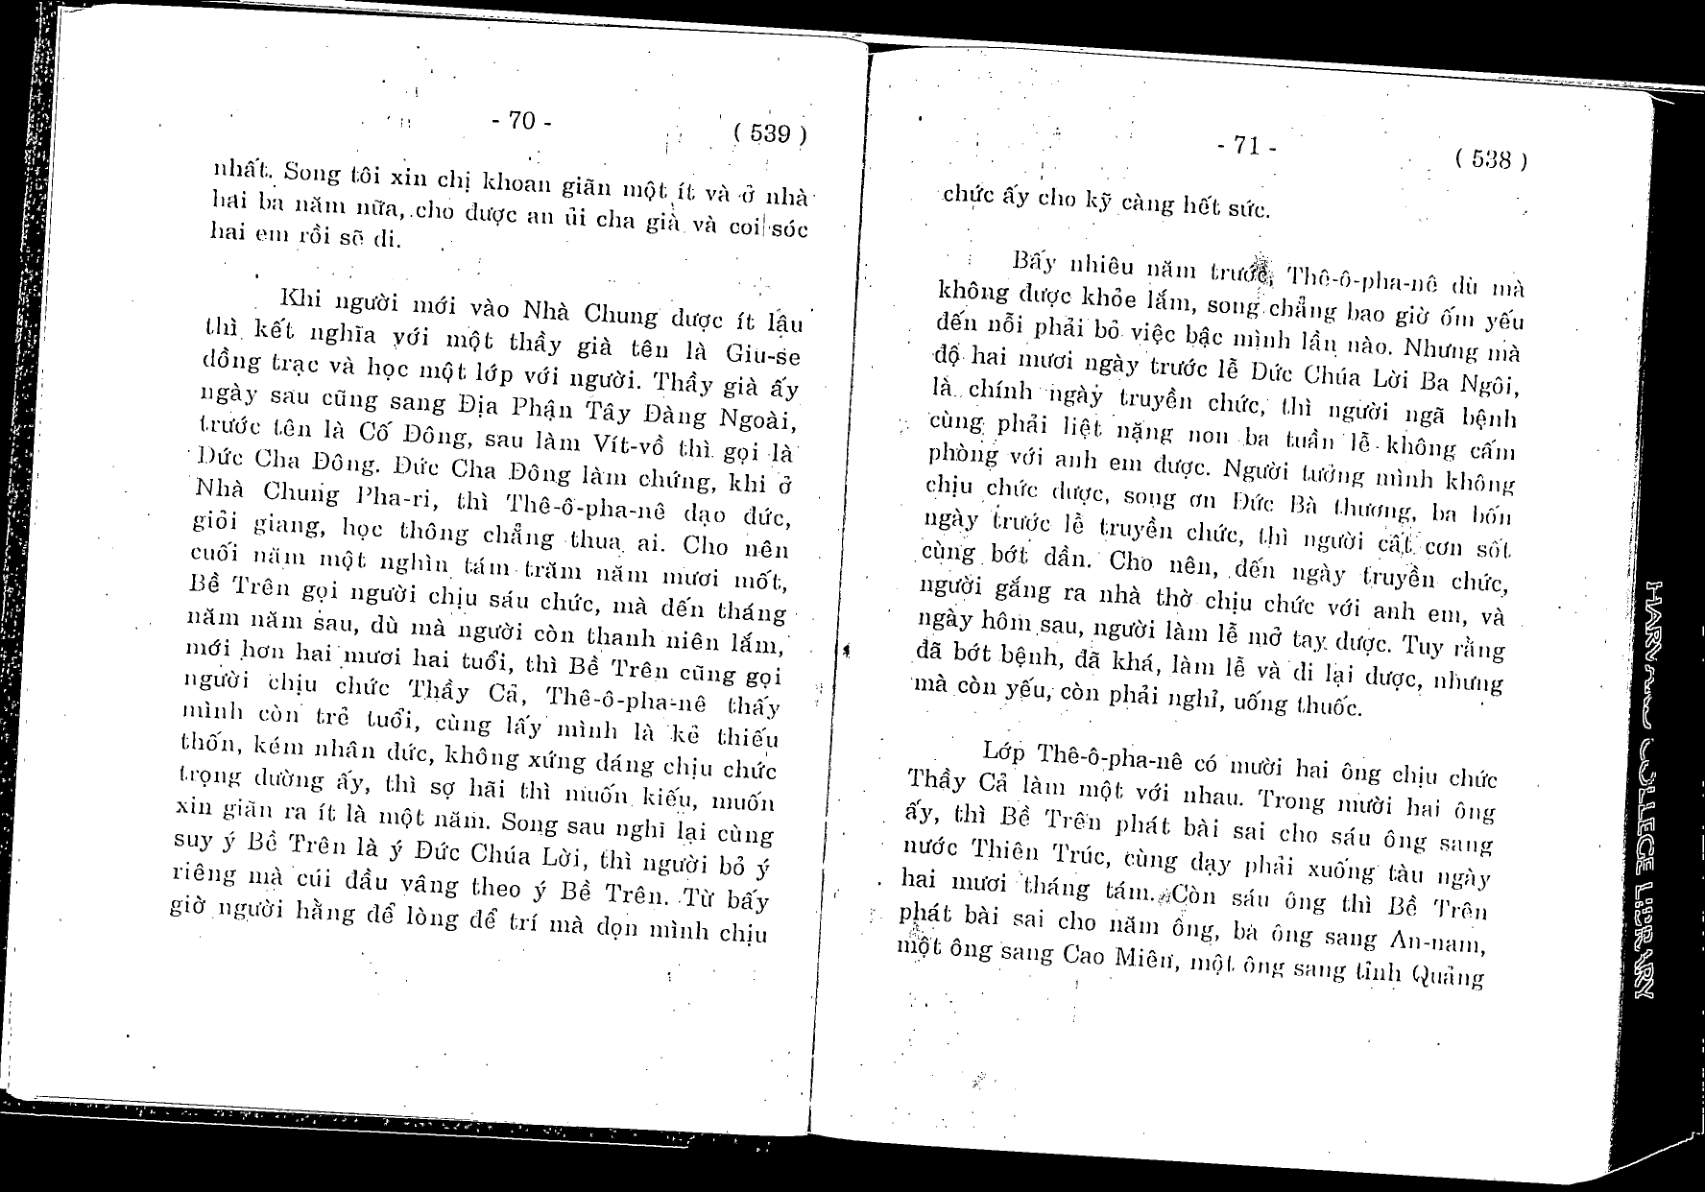 - 70 -
( 539 )
nhất. Song tôi xin chị khoan giãn một ít và ở nhà
hai ba năm nữa, cho được an ủi cha già và coi sóc
hai em rồi sẽ đi.
Khi người mới vào Nhà Chung được ít lâu
thì kết nghĩa với một thầy già tên là Giu-se
đồng trạc và học một lớp với người. Thầy già ấy
ngày sau cũng sang Địa Phận Tây Đàng Ngoài,
trước tên là Cố Đông, sau làm Vít-vồ thì gọi là
Đức Cha Đông. Đức Cha Đông làm chứng, khi ở
Nhà Chung Pha-ri, thì Thê-ô-pha-nê đạo đức,
giỏi giang, học thông chẳng thua ai. Cho nên
cuối năm một nghìn tám trăm năm mươi mốt,
Bề Trên gọi người chịu sáu chức, mà đến tháng
năm năm sau, dù mà người còn thanh niên lắm,
mới hơn hai mươi hai tuổi, thì Bề Trên cũng gọi
người chịu chức Thầy Cả, Thê-ô-pha-nê thấy
mình còn trẻ tuổi, cùng lấy mình là kẻ thiếu
thốn, kém nhân đức, không xứng đáng chịu chức
trọng dường ấy, thì sợ hãi thì muốn kiếu, muốn
xin giãn ra ít là một năm. Song sau nghĩ lại cùng
suy ý Bề Trên là ý Đức Chúa Lời, thì người bỏ ý
riêng mà cúi đầu vâng theo ý Bề Trên. Từ bấy
giờ người hằng để lòng để trí mà dọn mình chịu
- 71 -
( 538 )
chức ấy cho kỹ càng hết sức.
Bấy nhiêu năm trước, Thê-ô-pha-nê dù mà
không được khỏe lắm, song chẳng bao giờ ốm yếu
đến nỗi phải bỏ việc bậc mình lần nào. Nhưng mà
độ hai mươi ngày trước lễ Đức Chúa Lời Ba Ngôi,
là chính ngày truyền chức, thì người ngã bệnh
cùng phải liệt nặng non ba tuần lễ không cấm
phòng với anh em được. Người tưởng mình không
chịu chức được, song ơn Đức Bà thương, ba bốn
ngày trước lễ truyền chức, thì người cất cơn sốt
cùng bớt dần. Cho nên, đến ngày truyền chức,
người gắng ra nhà thờ chịu chức với anh em, và
ngày hôm sau, người làm lễ mở tay được. Tuy rằng
đã bớt bệnh, đã khá, làm lễ và đi lại được, nhưng
mà còn yếu, còn phải nghỉ, uống thuốc.
Lớp Thê-ô-pha-nê có mười hai ông chịu chức
Thầy Cả làm một với nhau. Trong mười hai ông
ấy, thì Bề Trên phát bài sai cho sáu ông sang
nước Thiên Trúc, cùng dạy phải xuống tàu ngày
hai mươi tháng tám. Còn sáu ông thì Bề Trên
phát bài sai cho năm ông, ba ông sang An-nam,
một ông sang Cao Miên, một ông sang tỉnh Quảng
HARVARD COLLEGE LIBRARY